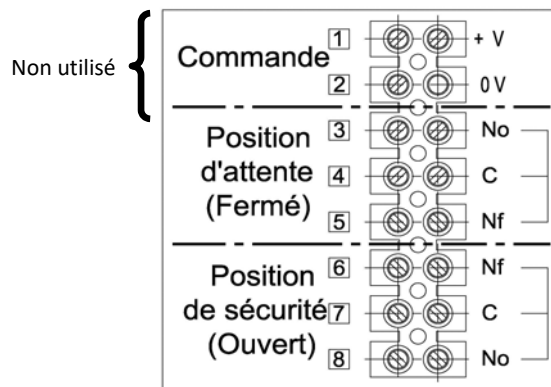 Non utilisé
Commande
1 + V
2 0 V
Position d'attente (Fermé)
3 No
4 C
5 Nf
Position de sécurité (Ouvert)
6 Nf
7 C
8 No